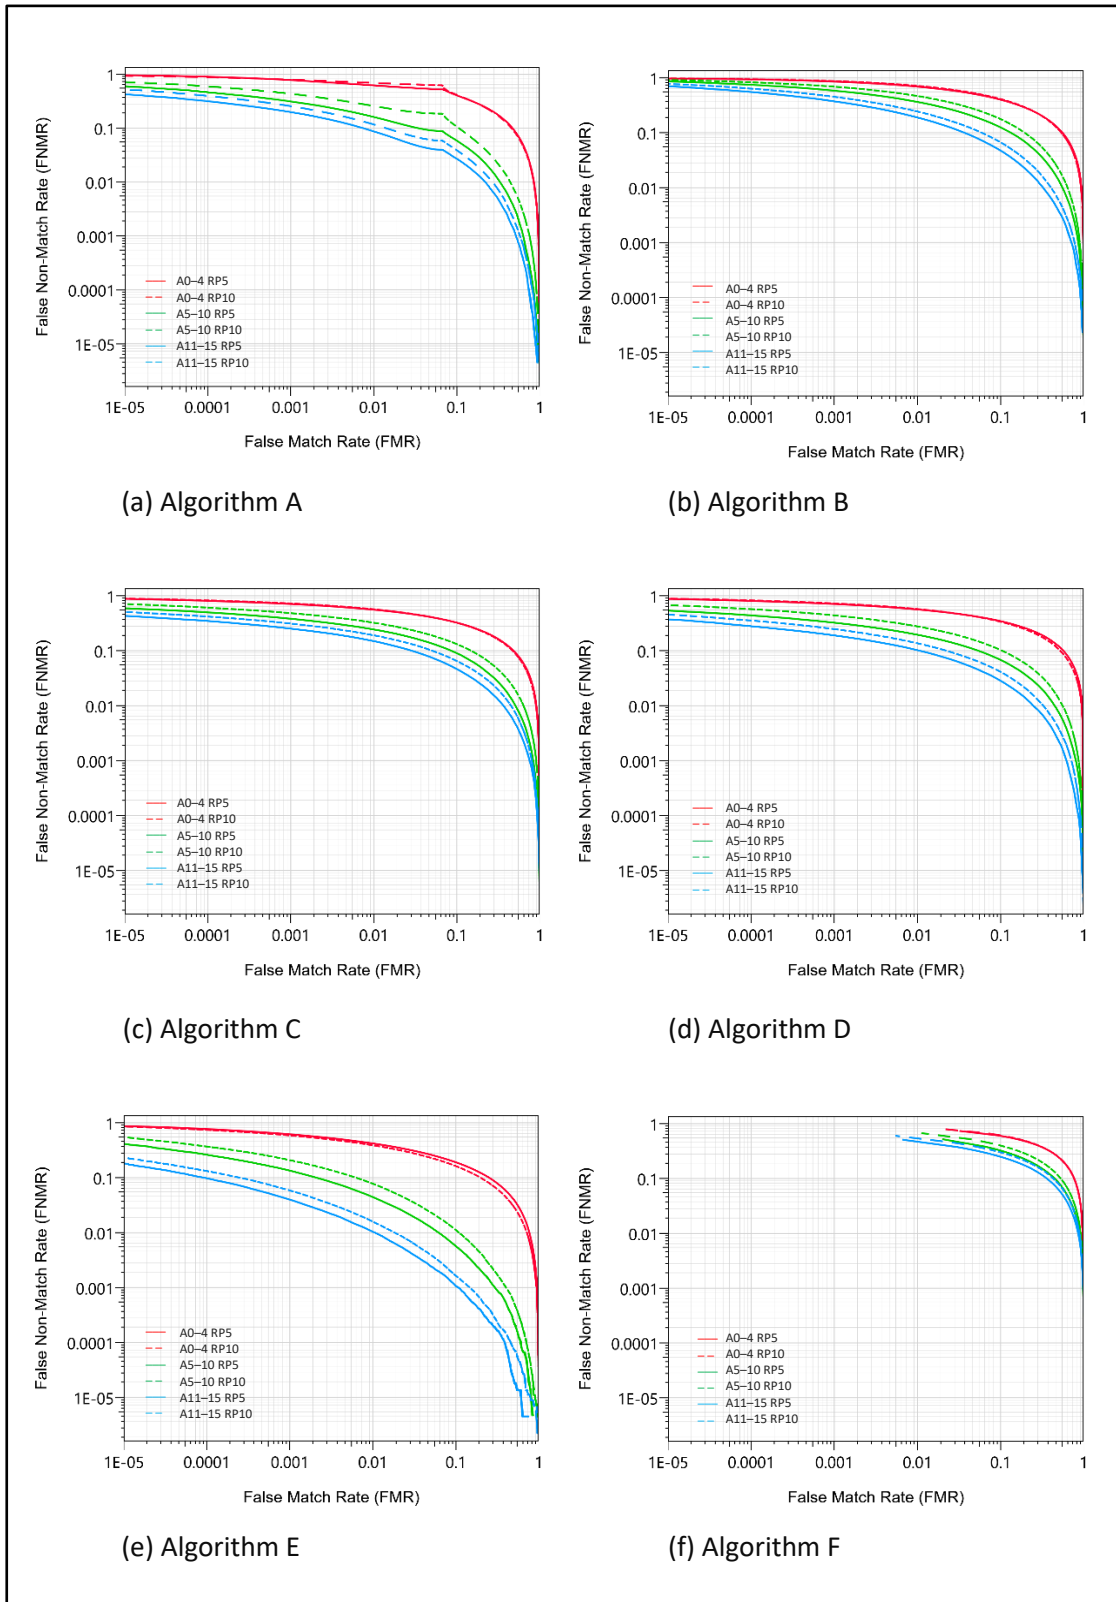 False Non-Match Rate (FNMR)
1
0.1
0.01
0.001
0.0001
1E-05
A0–4 RP5
A0–4 RP10
A5–10 RP5
A5–10 RP10
A11–15 RP5
A11–15 RP10
1E-05 0.0001 0.001 0.01 0.1 1
False Match Rate (FMR)
(a) Algorithm A
False Non-Match Rate (FNMR)
1
0.1
0.01
0.001
0.0001
1E-05
A0–4 RP5
A0–4 RP10
A5–10 RP5
A5–10 RP10
A11–15 RP5
A11–15 RP10
1E-05 0.0001 0.001 0.01 0.1 1
False Match Rate (FMR)
(b) Algorithm B
False Non-Match Rate (FNMR)
1
0.1
0.01
0.001
0.0001
1E-05
A0–4 RP5
A0–4 RP10
A5–10 RP5
A5–10 RP10
A11–15 RP5
A11–15 RP10
1E-05 0.0001 0.001 0.01 0.1 1
False Match Rate (FMR)
(c) Algorithm C
False Non-Match Rate (FNMR)
1
0.1
0.01
0.001
0.0001
1E-05
A0–4 RP5
A0–4 RP10
A5–10 RP5
A5–10 RP10
A11–15 RP5
A11–15 RP10
1E-05 0.0001 0.001 0.01 0.1 1
False Match Rate (FMR)
(d) Algorithm D
False Non-Match Rate (FNMR)
1
0.1
0.01
0.001
0.0001
1E-05
A0–4 RP5
A0–4 RP10
A5–10 RP5
A5–10 RP10
A11–15 RP5
A11–15 RP10
1E-05 0.0001 0.001 0.01 0.1 1
False Match Rate (FMR)
(e) Algorithm E
False Non-Match Rate (FNMR)
1
0.1
0.01
0.001
0.0001
1E-05
A0–4 RP5
A0–4 RP10
A5–10 RP5
A5–10 RP10
A11–15 RP5
A11–15 RP10
1E-05 0.0001 0.001 0.01 0.1 1
False Match Rate (FMR)
(f) Algorithm F